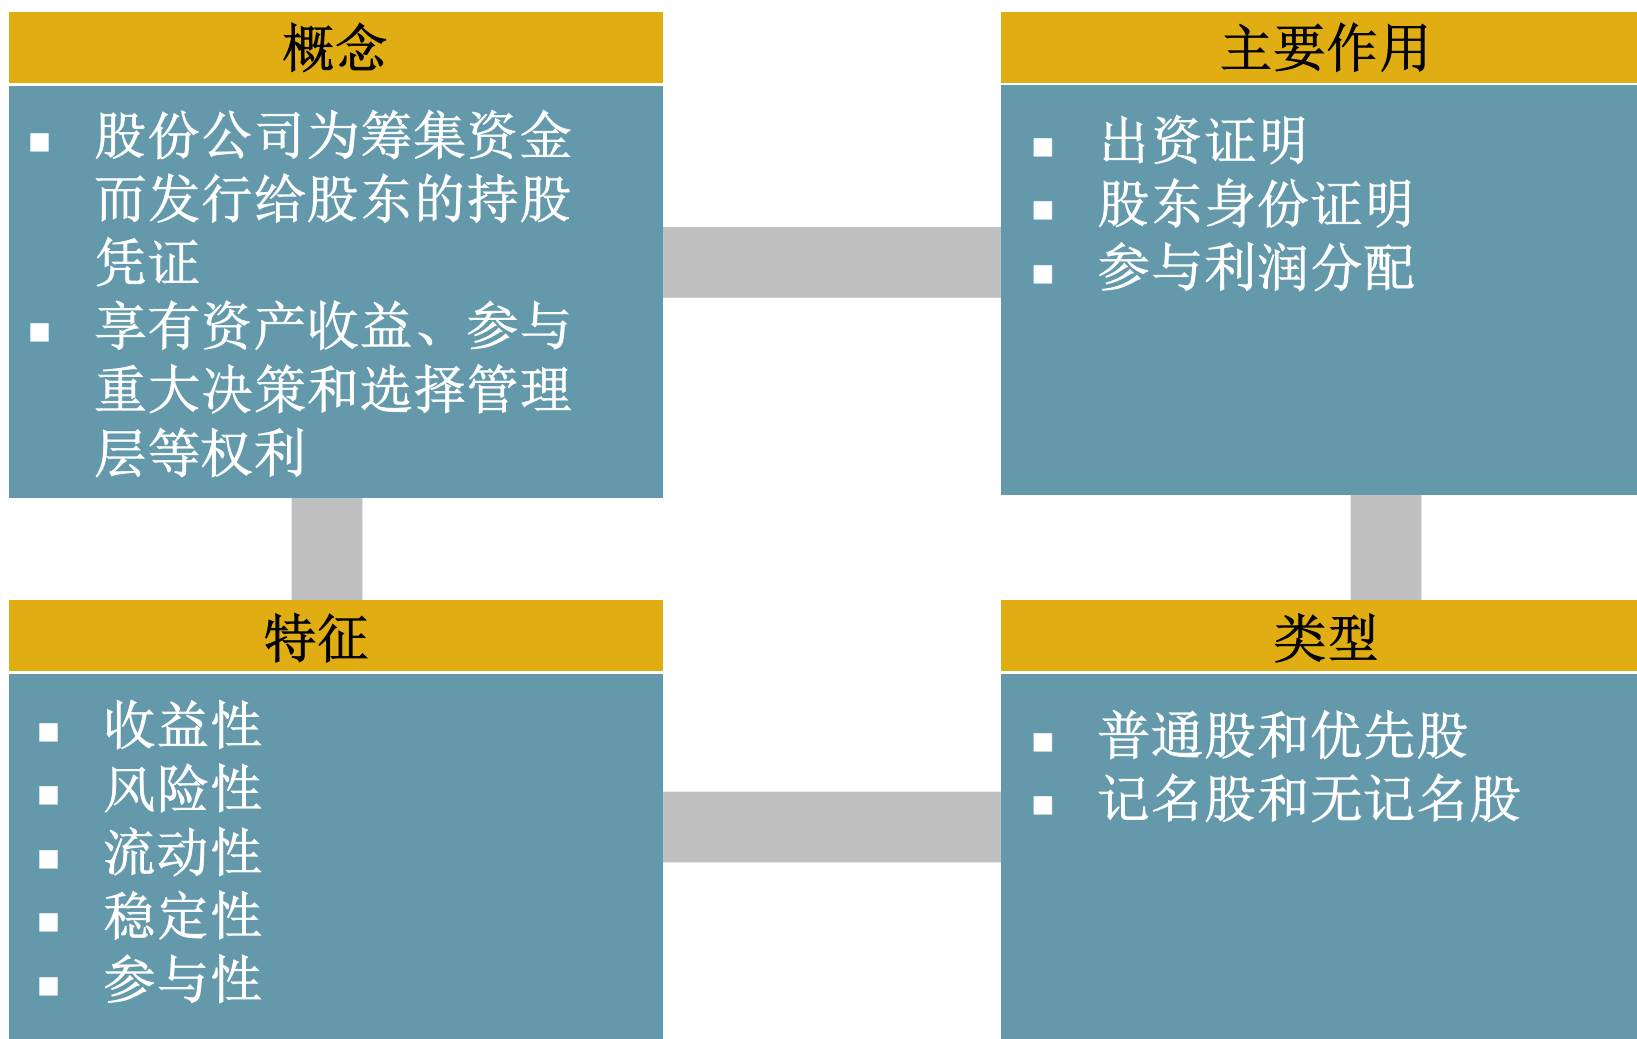 概念
■ 股份公司为筹集资金
而发行给股东的持股
凭证
■ 享有资产收益、参与
重大决策和选择管理
层等权利
主要作用
■ 出资证明
■ 股东身份证明
■ 参与利润分配
特征
■ 收益性
■ 风险性
■ 流动性
■ 稳定性
■ 参与性
类型
■ 普通股和优先股
■ 记名股和无记名股